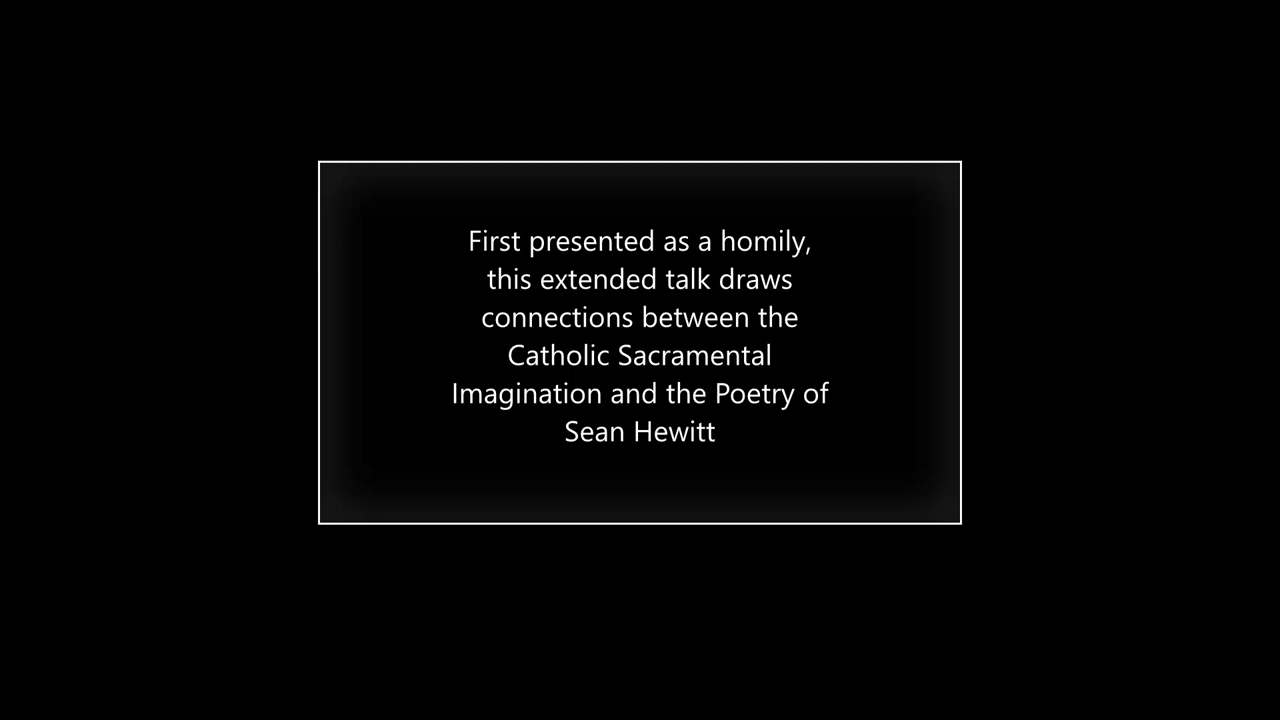 First presented as a homily,
this extended talk draws
connections between the
Catholic Sacramental
Imagination and the Poetry of
Sean Hewitt